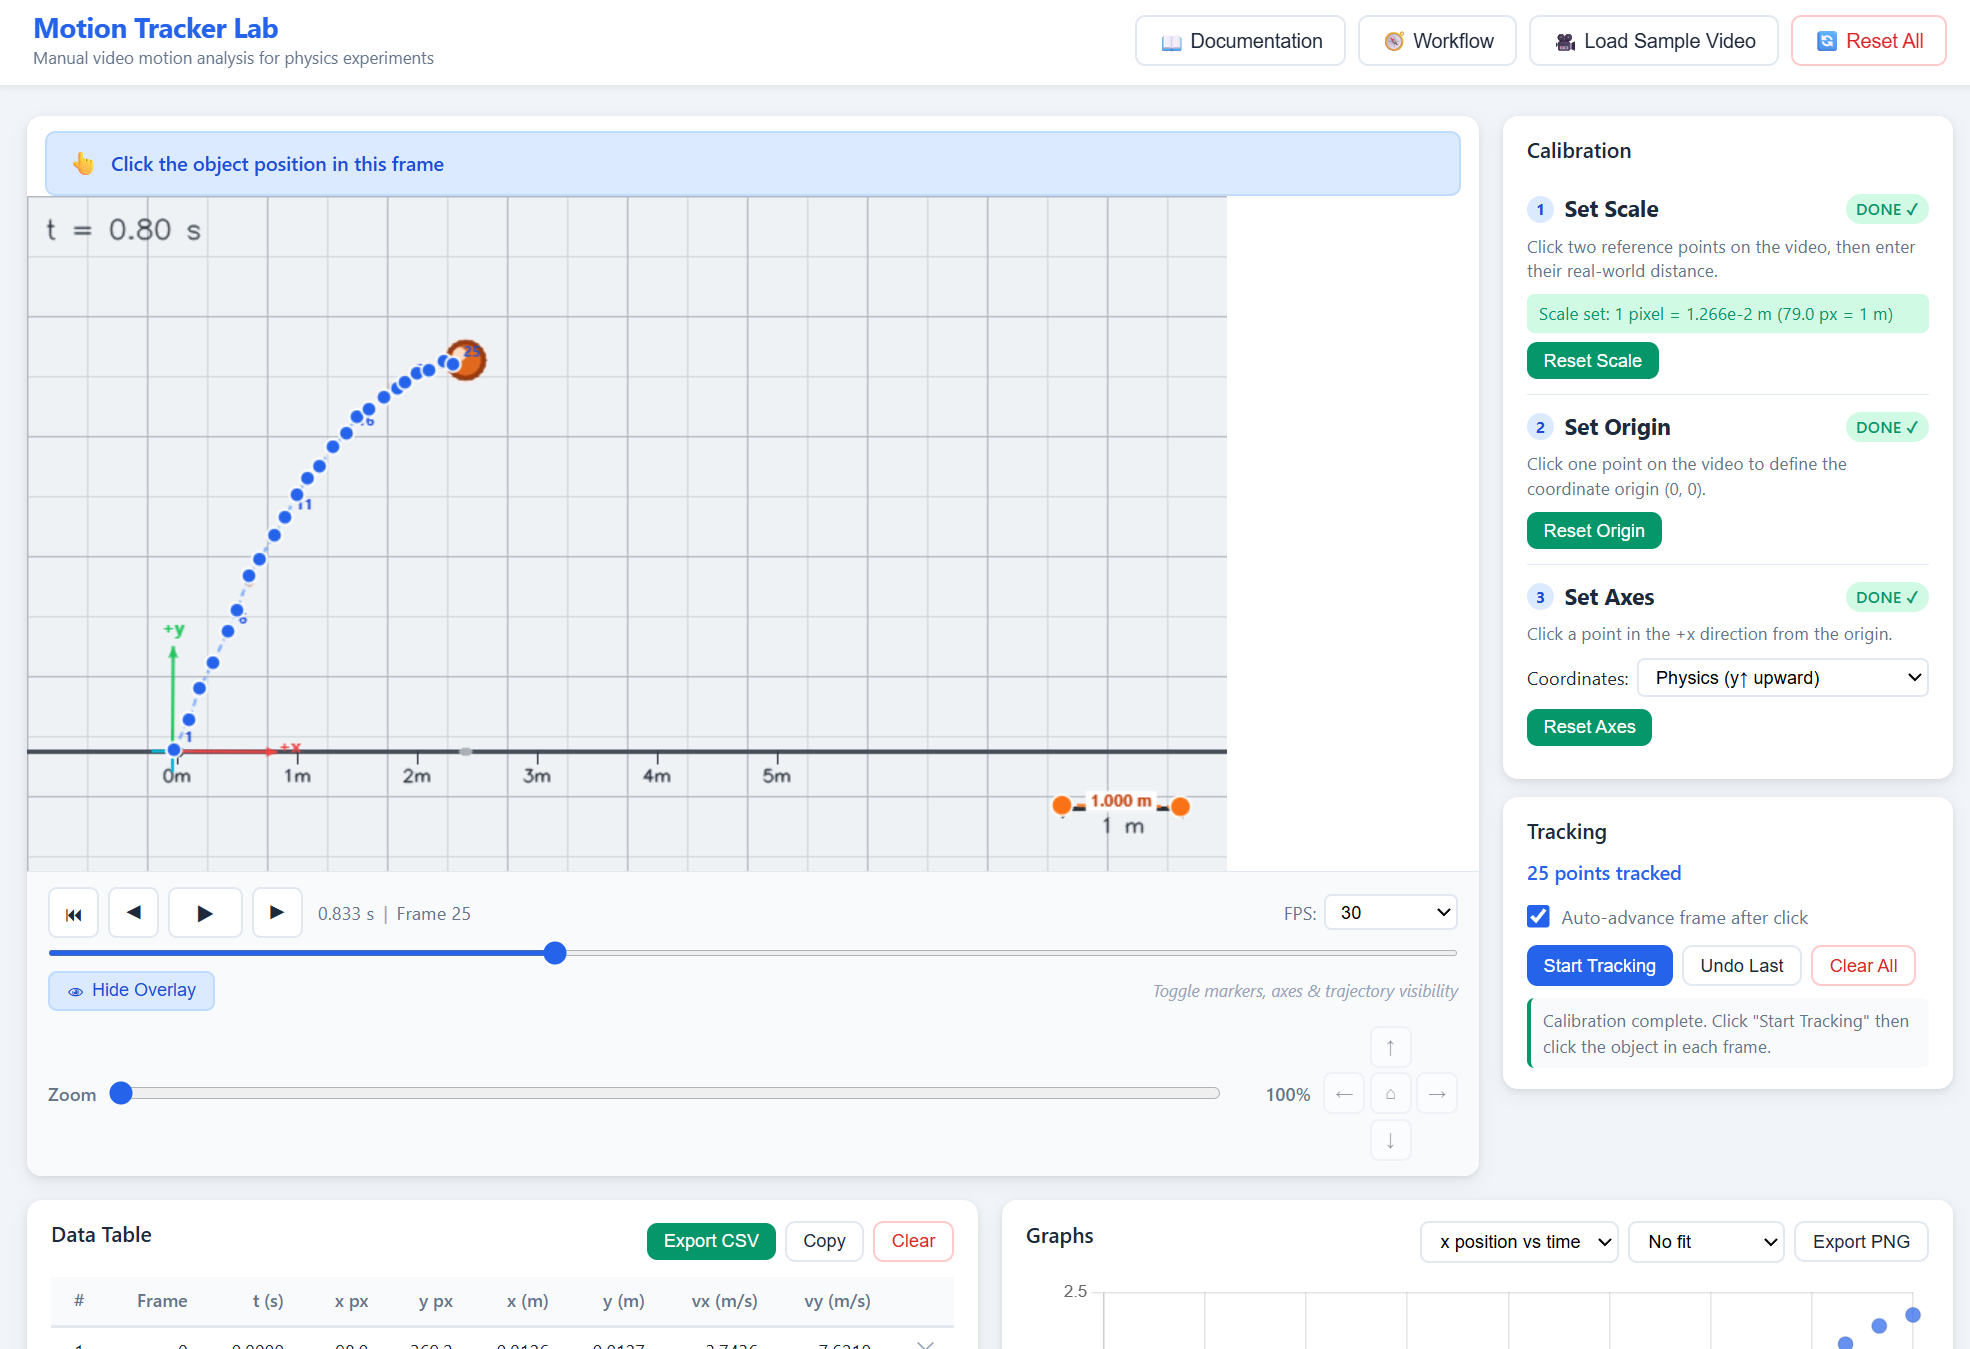 Motion Tracker Lab
Manual video motion analysis for physics experiments
Documentation
Workflow
Load Sample Video
Reset All
Click the object position in this frame
t = 0.80 s
25
16
11
6
+y
1
+x
0m
1m
2m
3m
4m
5m
1.000 m
1 m
0.833 s | Frame 25
FPS:
30
Hide Overlay
Toggle markers, axes & trajectory visibility
Zoom
100%
Calibration
1
Set Scale
DONE ✓
Click two reference points on the video, then enter
their real-world distance.
Scale set: 1 pixel = 1.266e-2 m (79.0 px = 1 m)
Reset Scale
2
Set Origin
DONE ✓
Click one point on the video to define the
coordinate origin (0, 0).
Reset Origin
3
Set Axes
DONE ✓
Click a point in the +x direction from the origin.
Coordinates:
Physics (y↑ upward)
Reset Axes
Tracking
25 points tracked
Auto-advance frame after click
Start Tracking
Undo Last
Clear All
Calibration complete. Click "Start Tracking" then
click the object in each frame.
Data Table
Export CSV
Copy
Clear
# Frame t (s) x px y px x (m) y (m) vx (m/s) vy (m/s)
Graphs
x position vs time
No fit
Export PNG
2.5